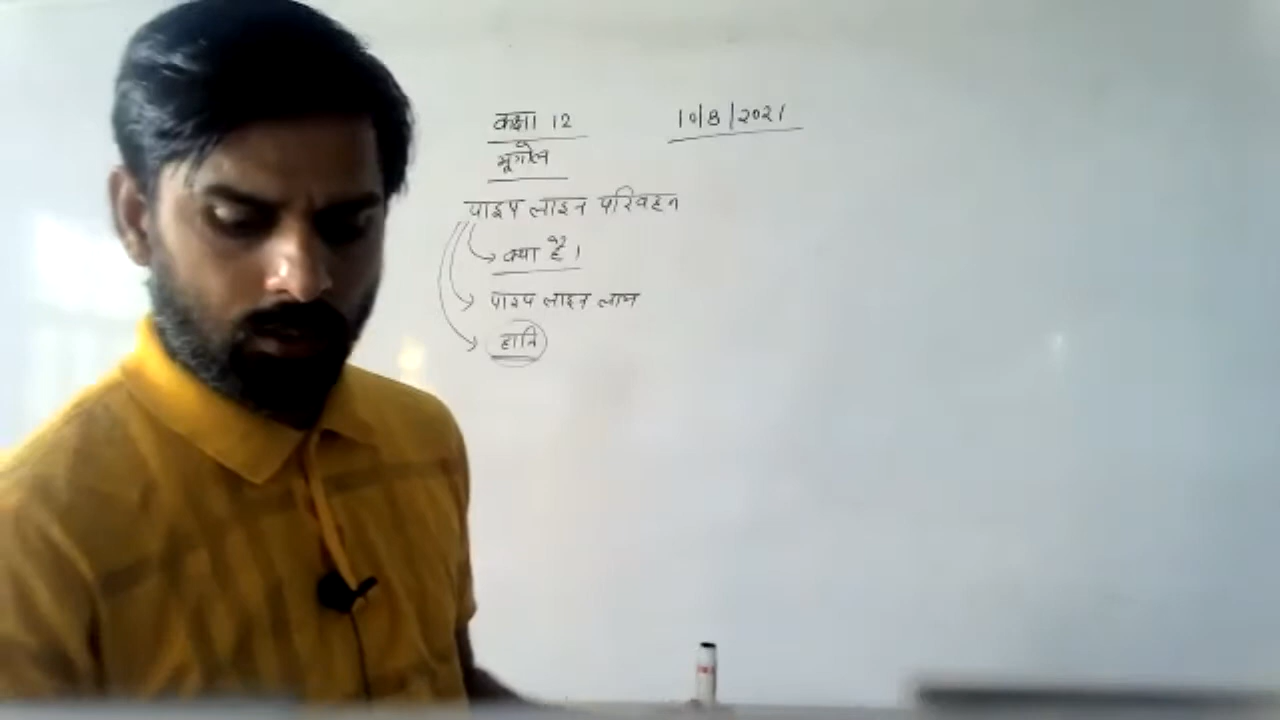 कक्षा 12 10/8/2021
भूगोल
पाइप लाइन परिवहन
क्या है।
पाइप लाइन लाभ
हानि